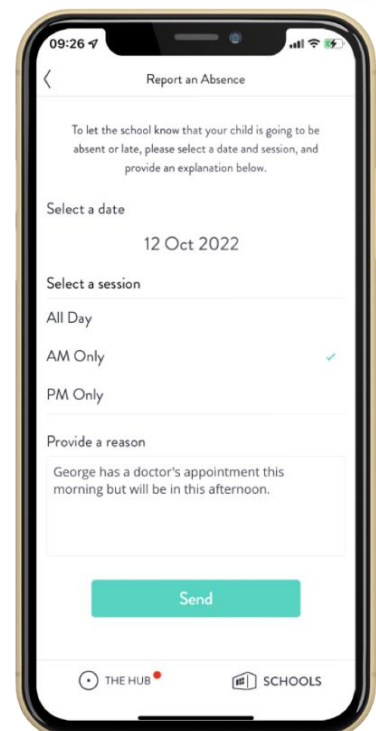 09:26
Report an Absence
To let the school know that your child is going to be
absent or late, please select a date and session, and
provide an explanation below.
Select a date
12 Oct 2022
Select a session
All Day
AM Only
PM Only
Provide a reason
George has a doctor's appointment this
morning but will be in this afternoon.
Send
THE HUB
SCHOOLS